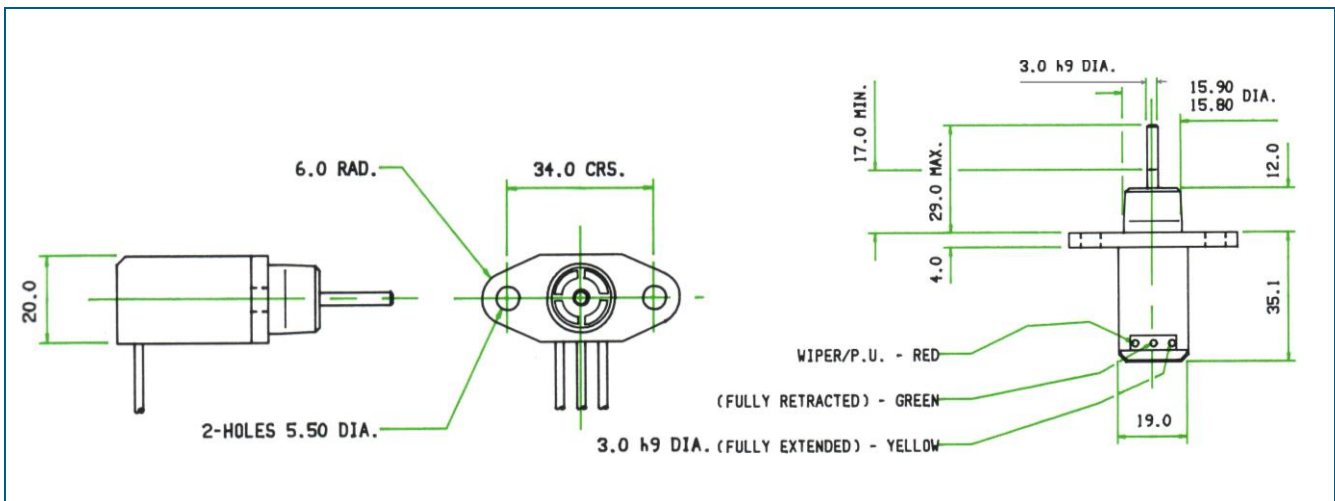 20.0
6.0 RAD.
34.0 CRS.
2-HOLES 5.50 DIA.
3.0 h9 DIA.
15.90
15.80 DIA.
17.0 MIN.
29.0 MAX.
12.0
4.0
35.1
WIPER/P.U. - RED
(FULLY RETRACTED) - GREEN
3.0 h9 DIA. (FULLY EXTENDED) - YELLOW
19.0